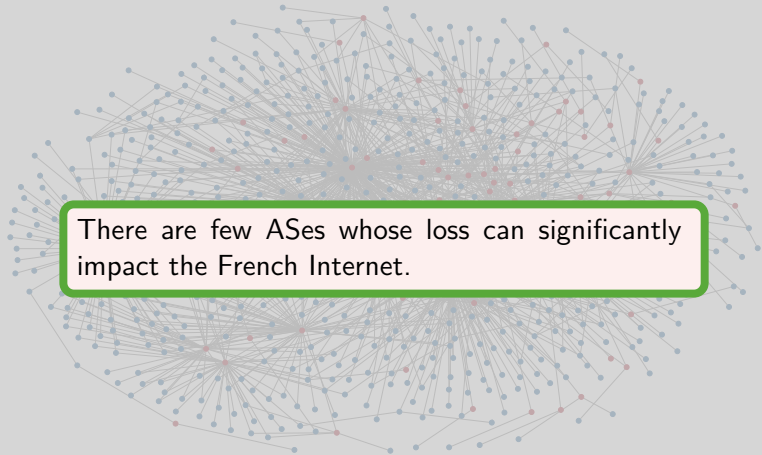 There are few ASes whose loss can significantly
impact the French Internet.